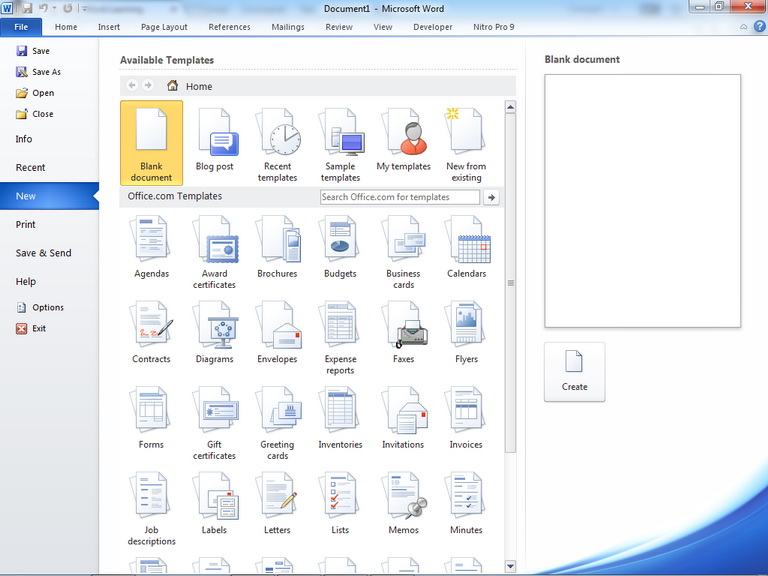 Document1 - Microsoft Word
File Home Insert Page Layout References Mailings Review View Developer Nitro Pro 9
Save
Save As
Open
Close
Info
Recent
New
Print
Save & Send
Help
Options
Exit
Available Templates
Home
Blank document
Blog post
Recent templates
Sample templates
My templates
New from existing
Office.com Templates
Search Office.com for templates
Agendas
Award certificates
Brochures
Budgets
Business cards
Calendars
Contracts
Diagrams
Envelopes
Expense reports
Faxes
Flyers
Forms
Gift certificates
Greeting cards
Inventories
Invitations
Invoices
Job descriptions
Labels
Letters
Lists
Memos
Minutes
Blank document
Create